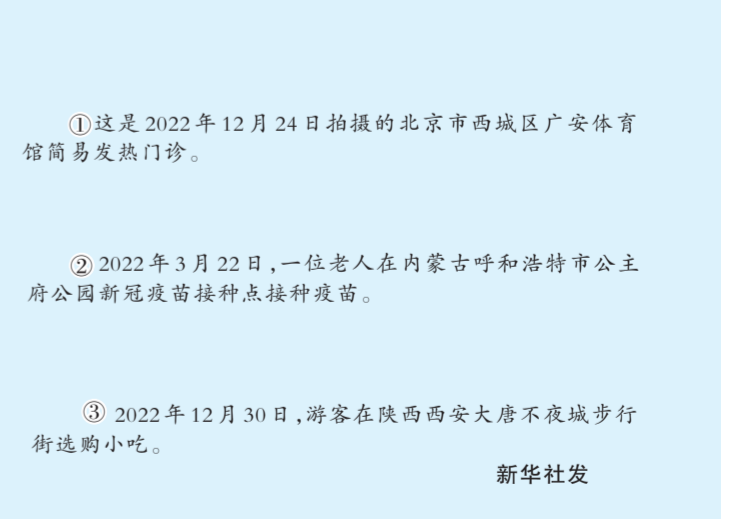 ①这是2022年12月24日拍摄的北京市西城区广安体育
馆简易发热门诊。
②2022年3月22日,一位老人在内蒙古呼和浩特市公主
府公园新冠疫苗接种点接种疫苗。
③2022年12月30日,游客在陕西西安大唐不夜城步行
街选购小吃。
新华社发